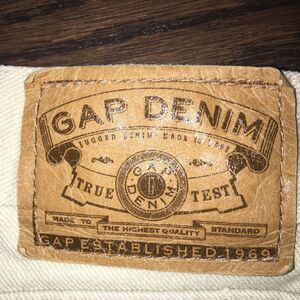 GAP DENIM
RUGGED DENIM MADE TO LAST
TRUE TEST
GAP DENIM
MADE TO THE HIGHEST QUALITY STANDARD
GAP ESTABLISHED 1969